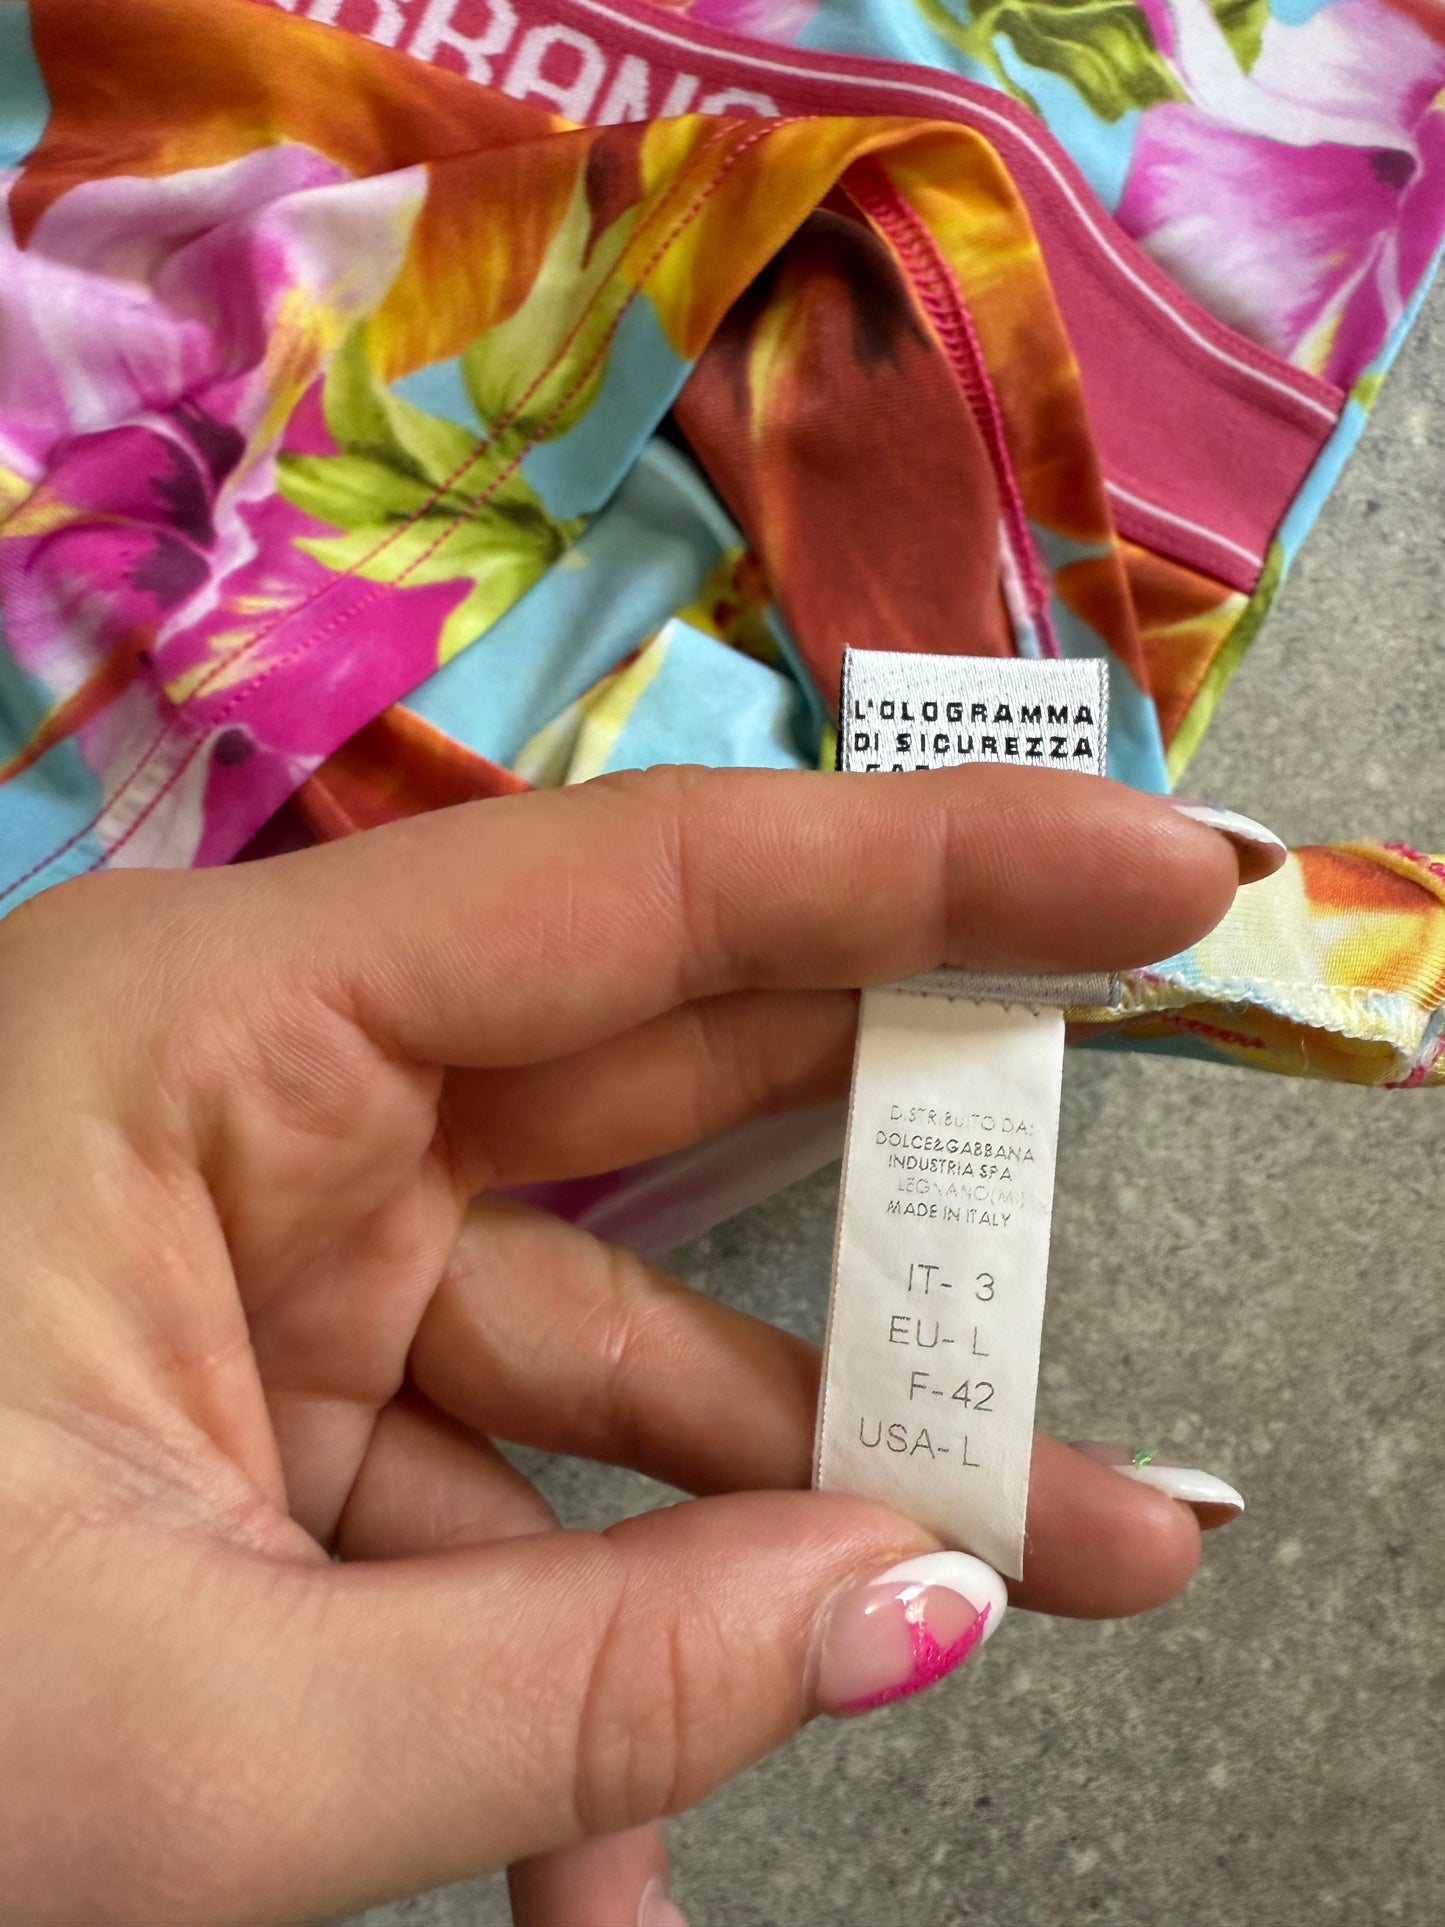 L'OLOGRAMMA
DI SICUREZZA
DISTRIBUITO DA:
DOLCE&GABBANA
INDUSTRIA SPA
LEGNANO(MI)
MADE IN ITALY
IT- 3
EU- L
F- 42
USA- L